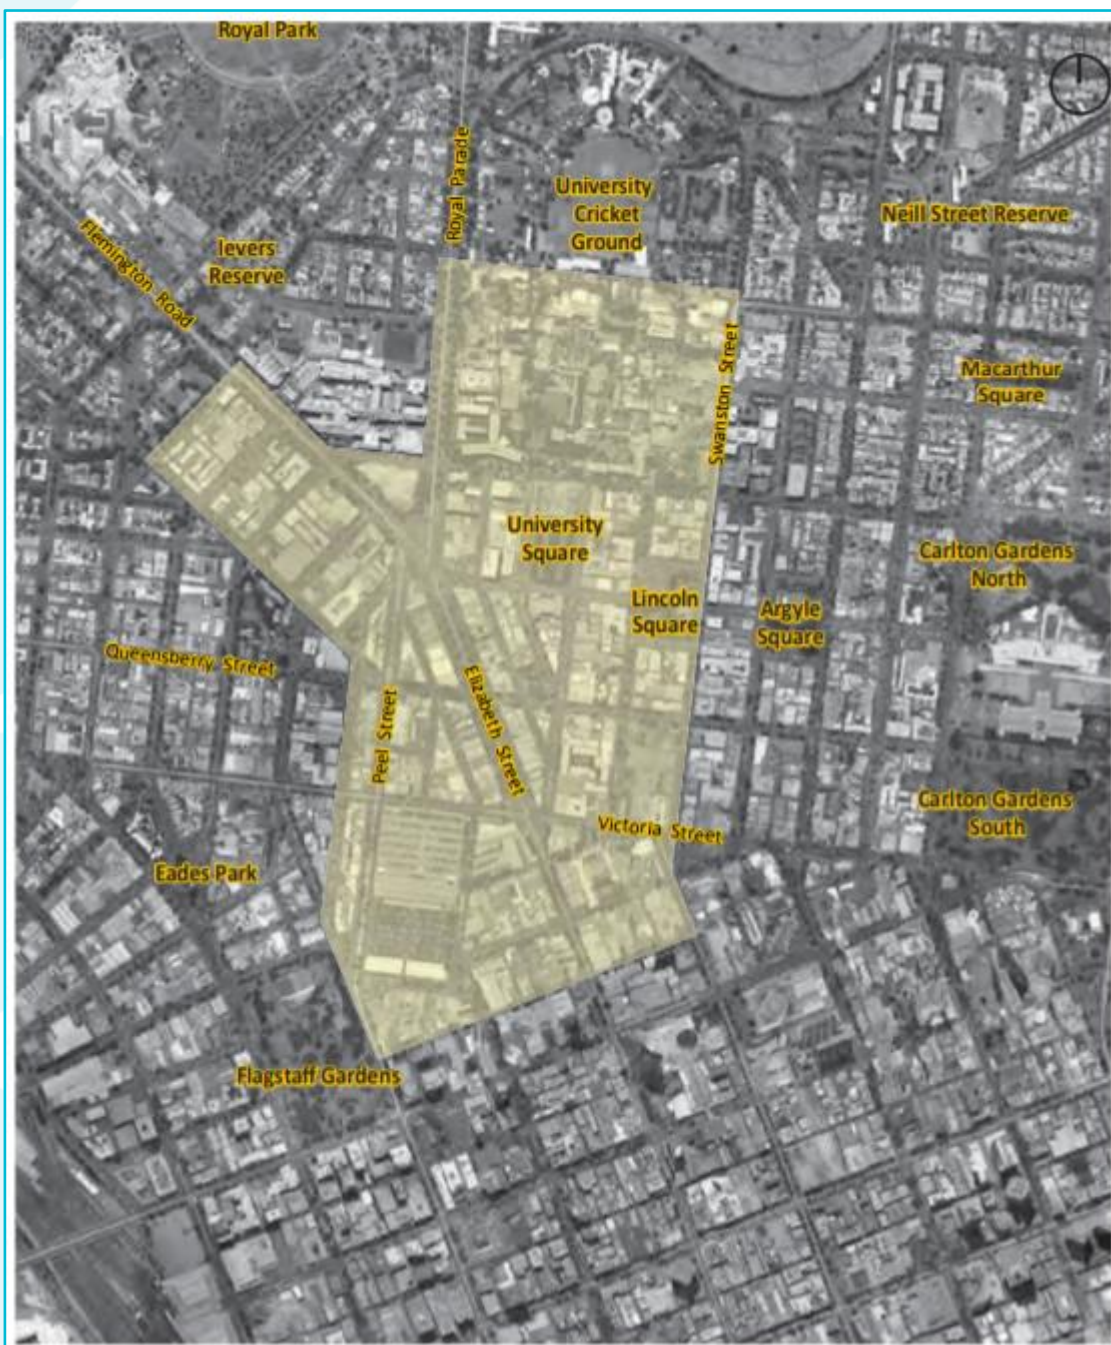 Royal Park
Royal Parade
University
Cricket
Ground
Neill Street Reserve
Flemington Road
Ievers
Reserve
Swanston Street
Macarthur
Square
University
Square
Carlton Gardens
North
Lincoln
Square
Argyle
Square
Queensberry Street
Peel Street
Elizabeth Street
Victoria Street
Carlton Gardens
South
Eades Park
Flagstaff Gardens